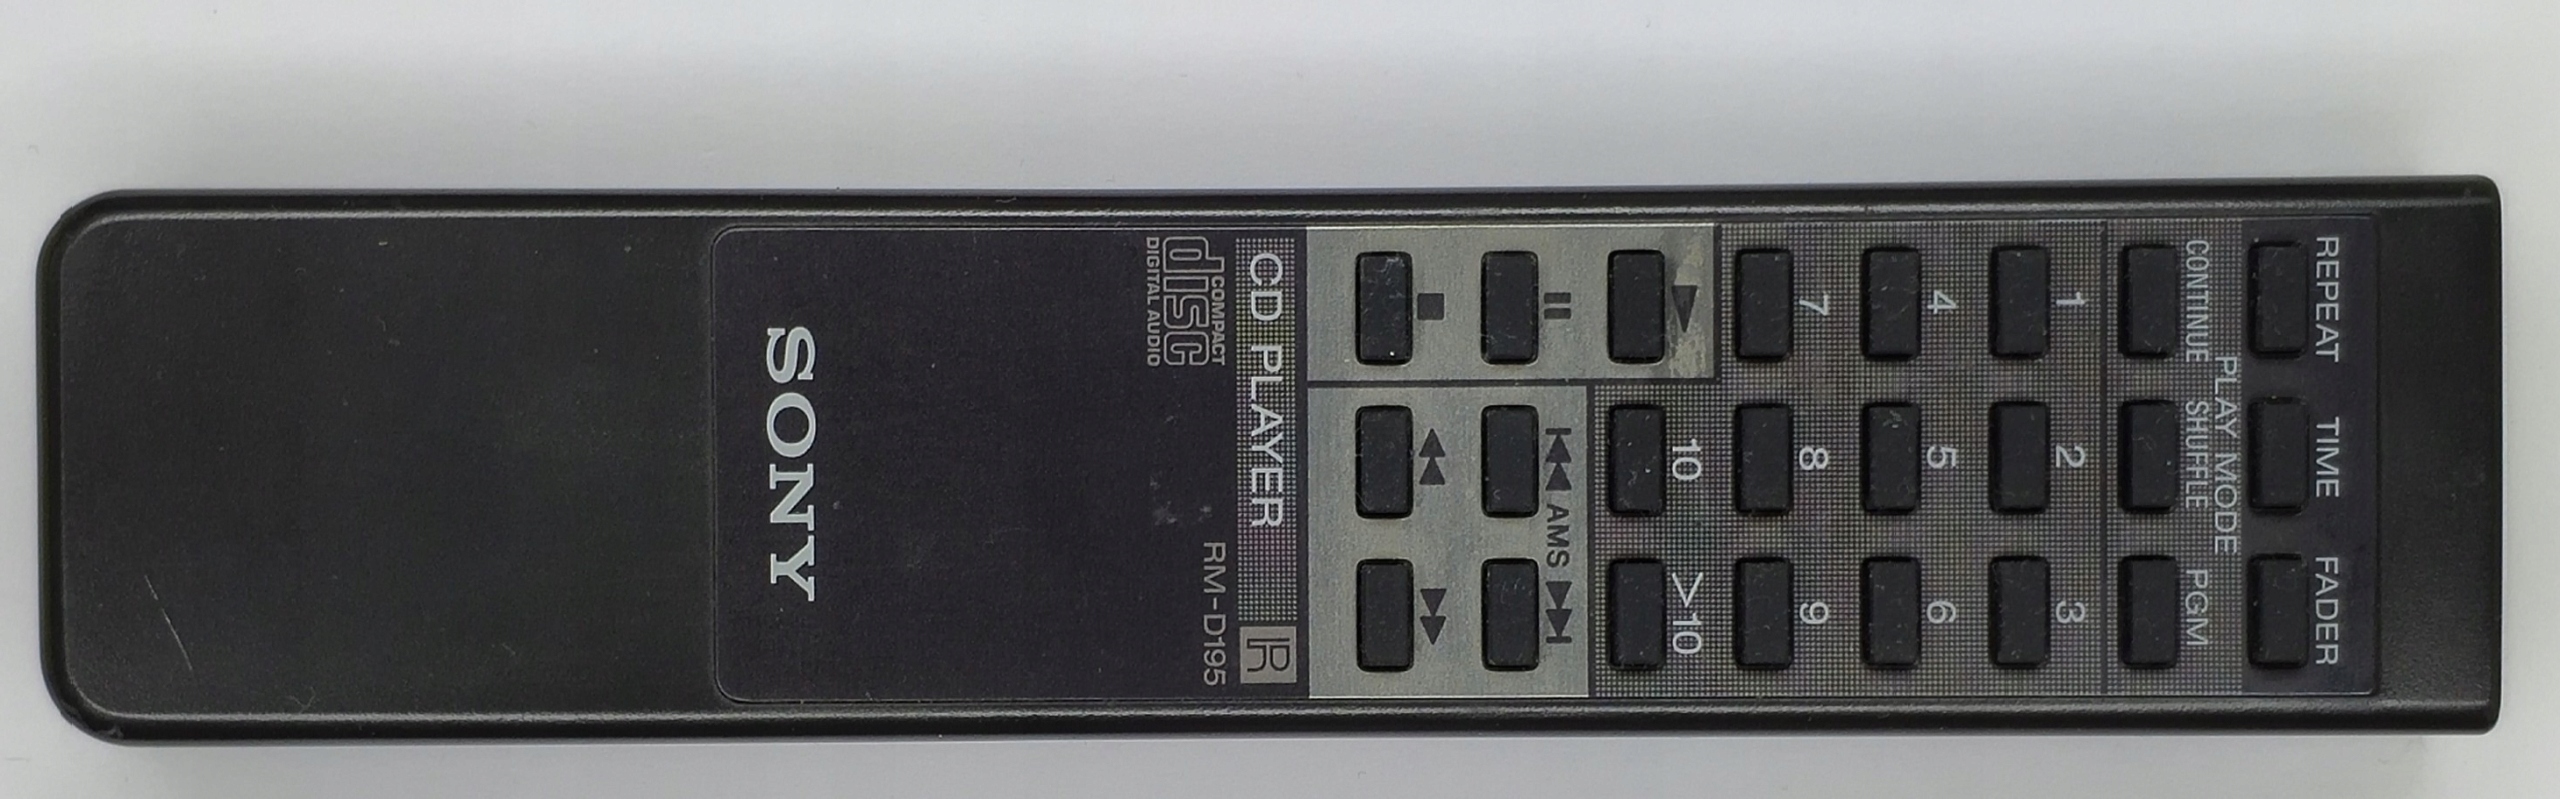 REPEAT TIME FADER
PLAY MODE
CONTINUE SHUFFLE PGM
1 2 3
4 5 6
7 8 9
10 >10
AMS
CD PLAYER
COMPACT
disc
DIGITAL AUDIO
RM-D195
SONY